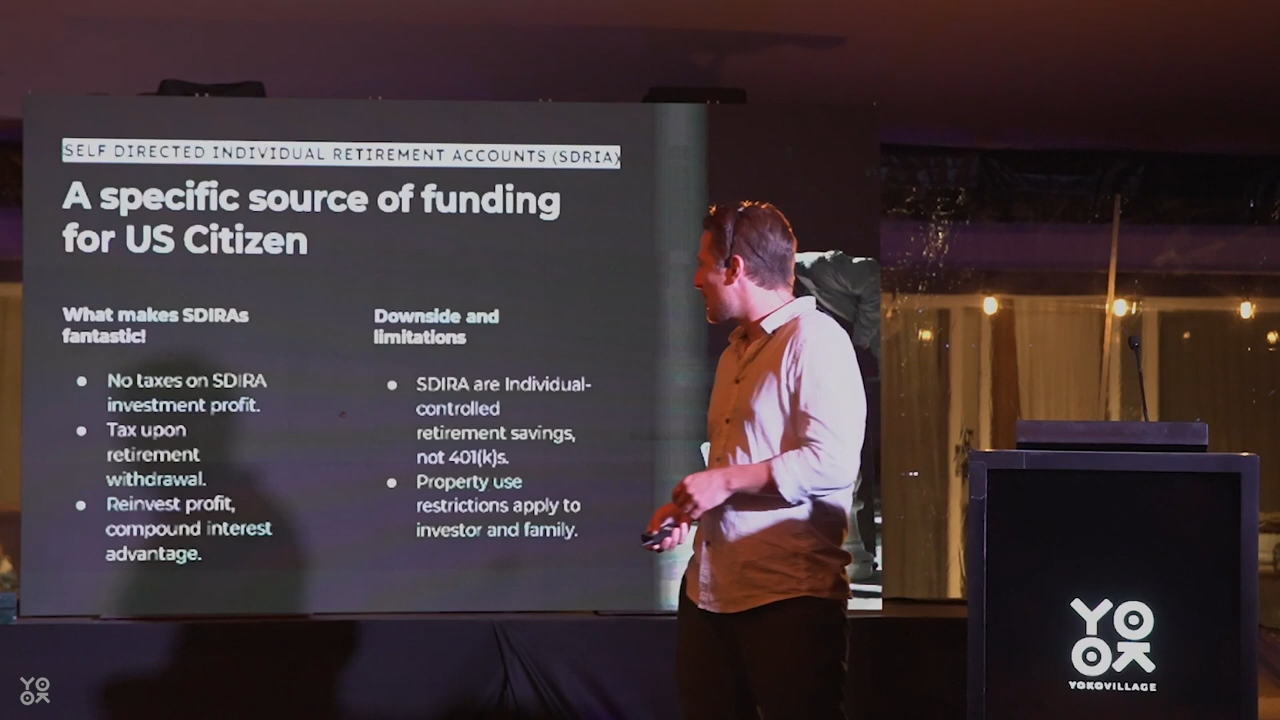 SELF DIRECTED INDIVIDUAL RETIREMENT ACCOUNTS (SDRIA)
A specific source of funding
for US Citizen
What makes SDIRAs
fantastic!
No taxes on SDIRA
investment profit.
Tax upon
retirement
withdrawal.
Reinvest profit,
compound interest
advantage.
Downside and
limitations
SDIRA are Individual-
controlled
retirement savings,
not 401(k)s.
Property use
restrictions apply to
investor and family.
YO
OK
YOKOVILLAGE
YO
OK